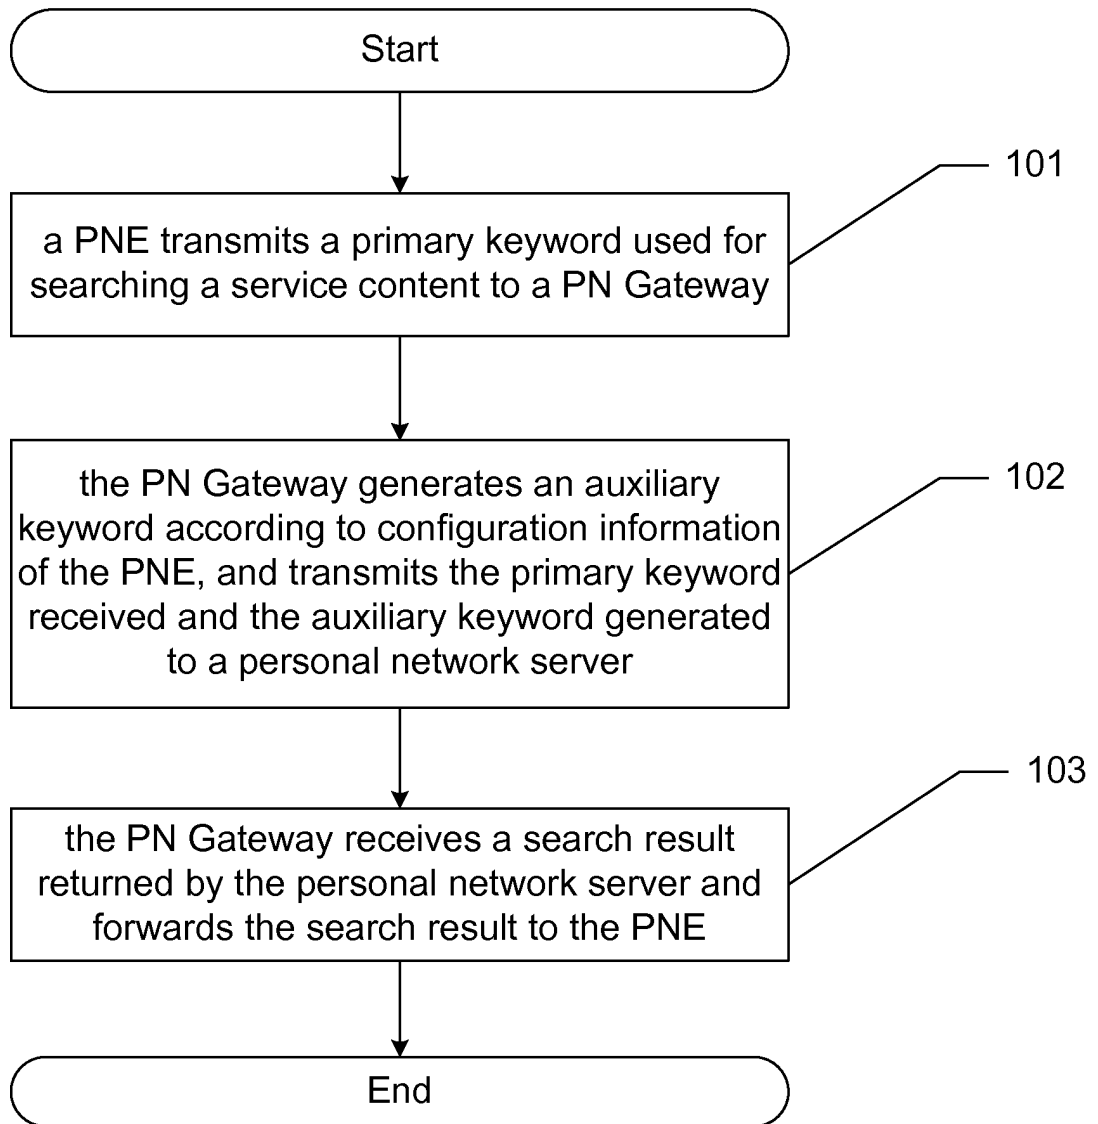 Start
101
a PNE transmits a primary keyword used for
searching a service content to a PN Gateway
102
the PN Gateway generates an auxiliary
keyword according to configuration information
of the PNE, and transmits the primary keyword
received and the auxiliary keyword generated
to a personal network server
103
the PN Gateway receives a search result
returned by the personal network server and
forwards the search result to the PNE
End